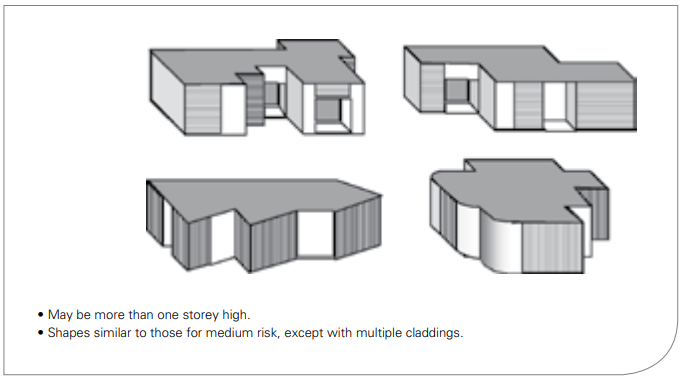 • May be more than one storey high.
• Shapes similar to those for medium risk, except with multiple claddings.